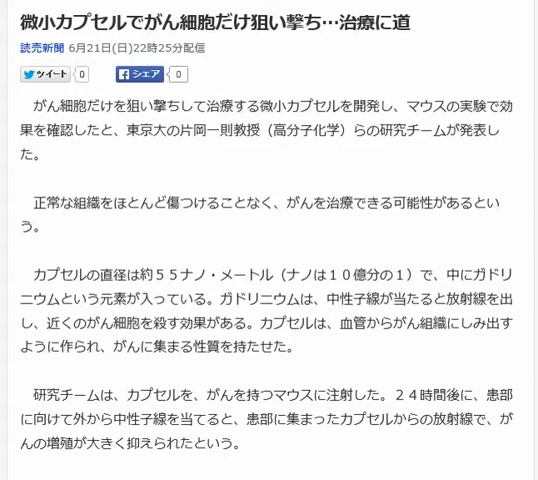 微小カプセルでがん細胞だけ狙い撃ち…治療に道
読売新聞 6月21日(日)22時25分配信
ツイート 0 シェア 0
がん細胞だけを狙い撃ちして治療する微小カプセルを開発し、マウスの実験で効
果を確認したと、東京大の片岡一則教授（高分子化学）らの研究チームが発表し
た。
正常な組織をほとんど傷つけることなく、がんを治療できる可能性があるとい
う。
カプセルの直径は約５５ナノ・メートル（ナノは１０億分の１）で、中にガドリ
ニウムという元素が入っている。ガドリニウムは、中性子線が当たると放射線を出
し、近くのがん細胞を殺す効果がある。カプセルは、血管からがん組織にしみ出す
ように作られ、がんに集まる性質を持たせた。
研究チームは、カプセルを、がんを持つマウスに注射した。２４時間後に、患部
に向けて外から中性子線を当てると、患部に集まったカプセルからの放射線で、が
んの増殖が大きく抑えられたという。